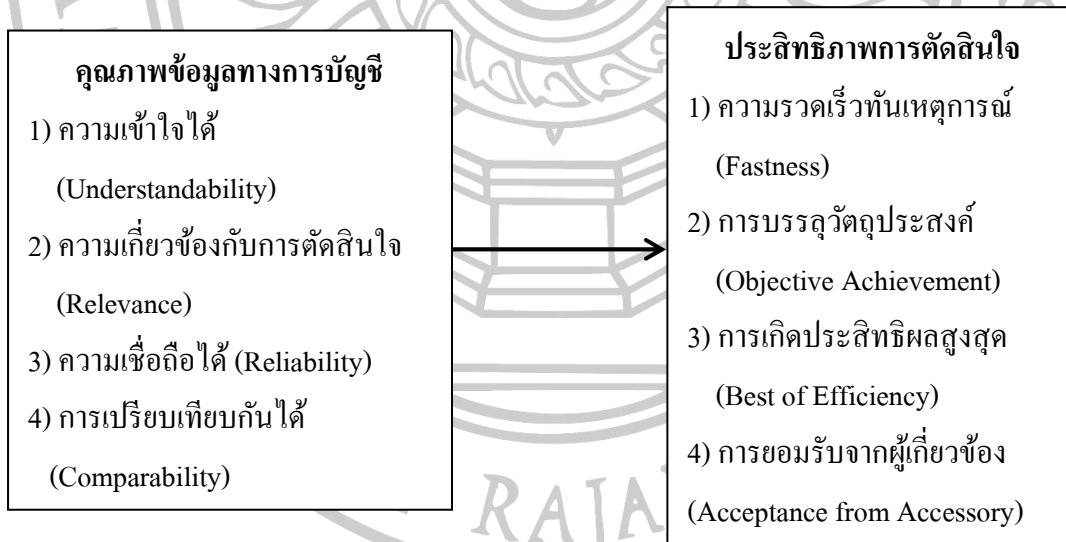 คุณภาพข้อมูลทางการบัญชี
1) ความเข้าใจได้
(Understandability)
2) ความเกี่ยวข้องกับการตัดสินใจ
(Relevance)
3) ความเชื่อถือได้ (Reliability)
4) การเปรียบเทียบกันได้
(Comparability)
ประสิทธิภาพการตัดสินใจ
1) ความรวดเร็วทันเหตุการณ์
(Fastness)
2) การบรรลุวัตถุประสงค์
(Objective Achievement)
3) การเกิดประสิทธิผลสูงสุด
(Best of Efficiency)
4) การยอมรับจากผู้เกี่ยวข้อง
(Acceptance from Accessory)
RAJA